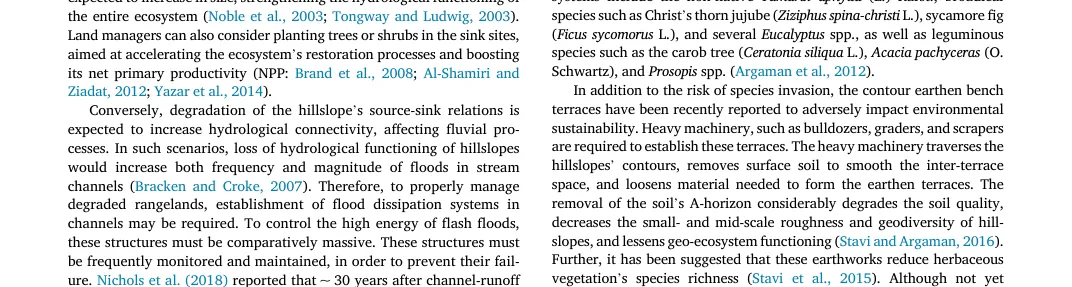 the entire ecosystem (Noble et al., 2003; Tongway and Ludwig, 2003).
Land managers can also consider planting trees or shrubs in the sink sites,
aimed at accelerating the ecosystem's restoration processes and boosting
its net primary productivity (NPP: Brand et al., 2008; Al-Shamiri and
Ziadat, 2012; Yazar et al., 2014).
Conversely, degradation of the hillslope's source-sink relations is
expected to increase hydrological connectivity, affecting fluvial pro-
cesses. In such scenarios, loss of hydrological functioning of hillslopes
would increase both frequency and magnitude of floods in stream
channels (Bracken and Croke, 2007). Therefore, to properly manage
degraded rangelands, establishment of flood dissipation systems in
channels may be required. To control the high energy of flash floods,
these structures must be comparatively massive. These structures must
be frequently monitored and maintained, in order to prevent their fail-
ure. Nichols et al. (2018) reported that ~ 30 years after channel-runoff
species such as Christ's thorn jujube (Ziziphus spina-christi L.), sycamore fig
(Ficus sycomorus L.), and several Eucalyptus spp., as well as leguminous
species such as the carob tree (Ceratonia siliqua L.), Acacia pachyceras (O.
Schwartz), and Prosopis spp. (Argaman et al., 2012).
In addition to the risk of species invasion, the contour earthen bench
terraces have been recently reported to adversely impact environmental
sustainability. Heavy machinery, such as bulldozers, graders, and scrapers
are required to establish these terraces. The heavy machinery traverses the
hillslopes' contours, removes surface soil to smooth the inter-terrace
space, and loosens material needed to form the earthen terraces. The
removal of the soil's A-horizon considerably degrades the soil quality,
decreases the small- and mid-scale roughness and geodiversity of hill-
slopes, and lessens geo-ecosystem functioning (Stavi and Argaman, 2016).
Further, it has been suggested that these earthworks reduce herbaceous
vegetation's species richness (Stavi et al., 2015). Although not yet